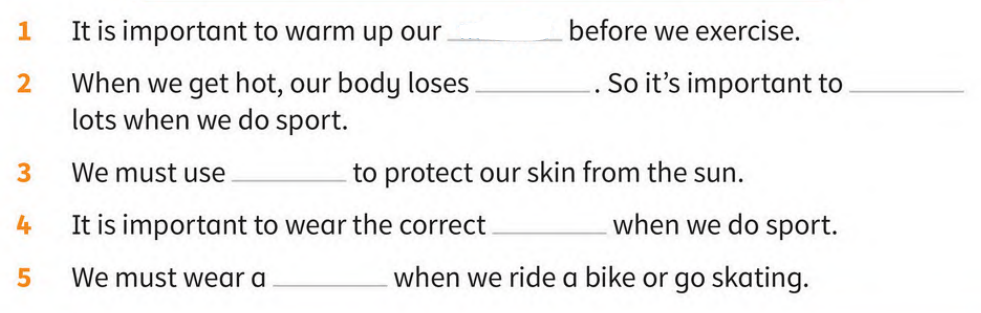 1 It is important to warm up our ________ before we exercise.
2 When we get hot, our body loses ________. So it's important to ________
lots when we do sport.
3 We must use ________ to protect our skin from the sun.
4 It is important to wear the correct ________ when we do sport.
5 We must wear a ________ when we ride a bike or go skating.